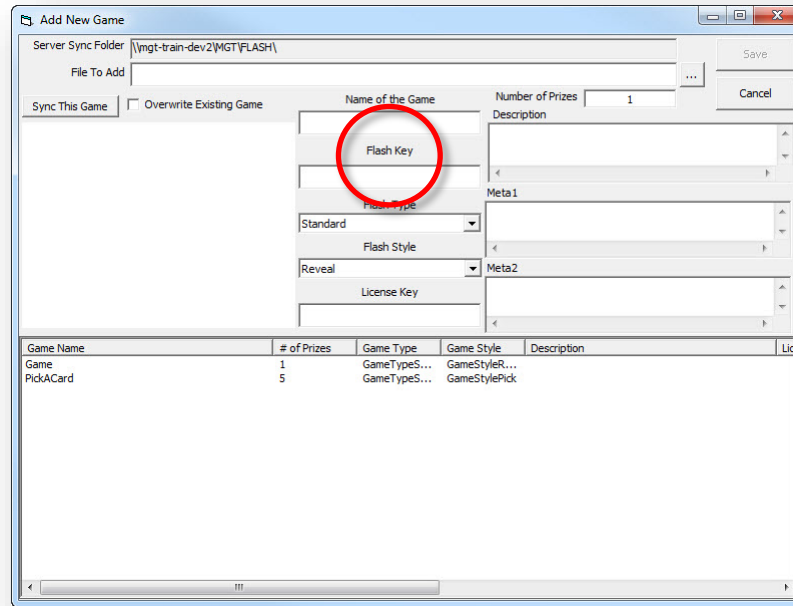 Add New Game
Server Sync Folder \\mgt-train-dev2\MGT\FLASH\
Save
File To Add
...
Cancel
Sync This Game
Overwrite Existing Game
Name of the Game
Number of Prizes 1
Description
Flash Key
Meta1
Flash Type
Standard
Flash Style
Reveal
Meta2
License Key
Game Name # of Prizes Game Type Game Style Description Lic
Game 1 GameTypeS... GameStyleR...
PickACard 5 GameTypeS... GameStylePick